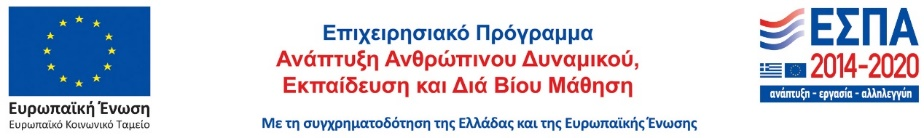 Ευρωπαϊκή Ένωση
Ευρωπαϊκό Κοινωνικό Ταμείο
Επιχειρησιακό Πρόγραμμα
Ανάπτυξη Ανθρώπινου Δυναμικού,
Εκπαίδευση και Διά Βίου Μάθηση
Με τη συγχρηματοδότηση της Ελλάδας και της Ευρωπαϊκής Ένωσης
ΕΣΠΑ
2014-2020
ανάπτυξη - εργασία - αλληλεγγύη